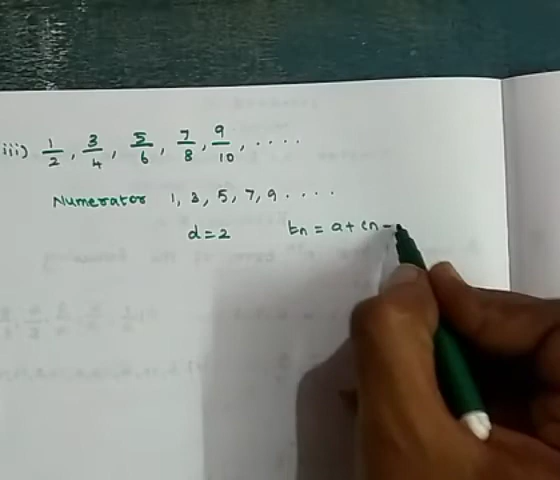 iii) 1/2, 3/4, 5/6, 7/8, 9/10, ....
Numerator 1, 3, 5, 7, 9 ....
d = 2 tn = a + (n -